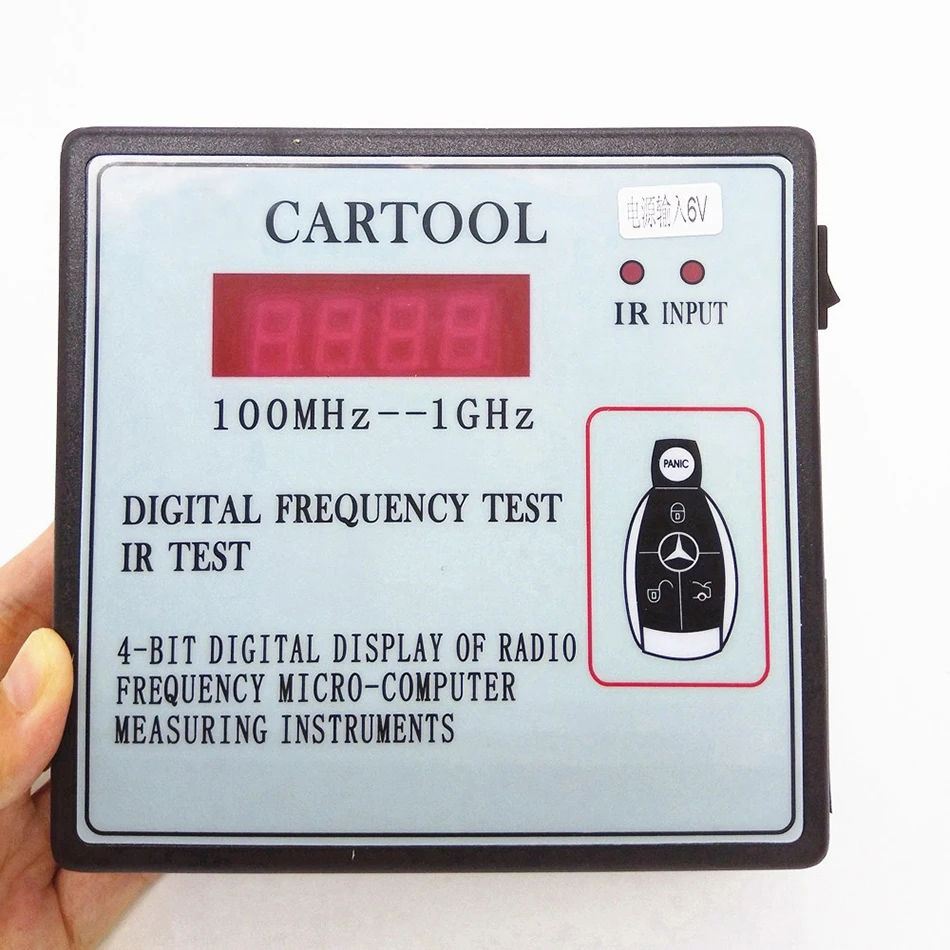 CARTOOL
电源输入6V
IR INPUT
100MHz--1GHz
PANIC
DIGITAL FREQUENCY TEST
IR TEST
4-BIT DIGITAL DISPLAY OF RADIO
FREQUENCY MICRO-COMPUTER
MEASURING INSTRUMENTS